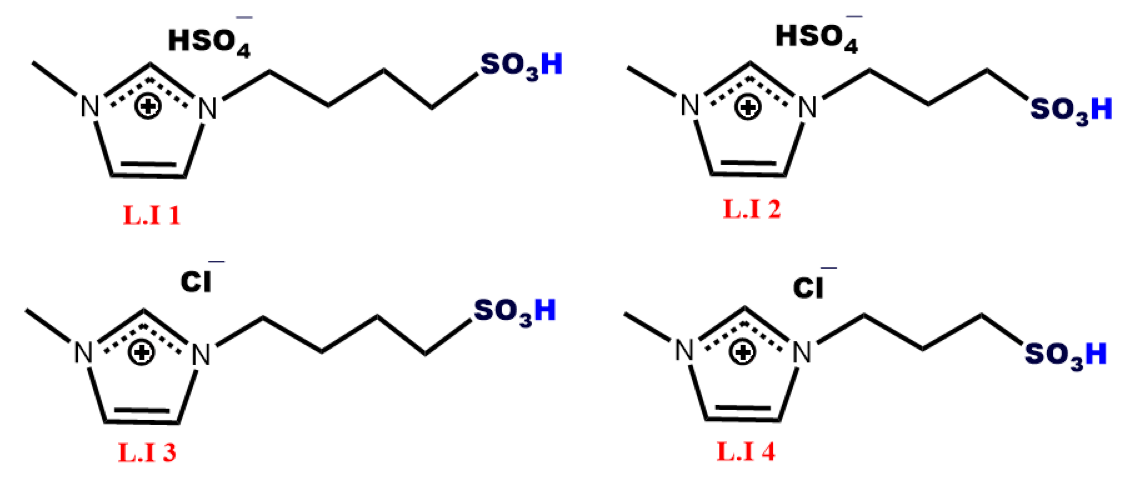 HSO4⁻
SO3H
N
N
L.I 1
HSO4⁻
SO3H
N
N
L.I 2
Cl⁻
SO3H
N
N
L.I 3
Cl⁻
SO3H
N
N
L.I 4